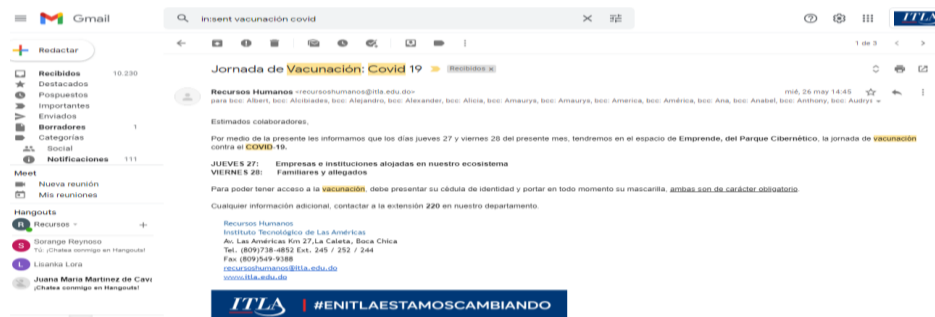 Gmail
in:sent vacunación covid
ITLA
Redactar
1 de 3
Recibidos 10.230
Destacados
Pospuestos
Importantes
Enviados
Borradores 1
Categorías
Social
Notificaciones 111
Meet
Nueva reunión
Mis reuniones
Hangouts
R Recursos
S Sorange Reynoso
Tú: ¡Chatea conmigo en Hangouts!
L Lisanka Lora
Juana Maria Martinez de Cava
¡Chatea conmigo en Hangouts!
Jornada de Vacunación: Covid 19 Recibidos x
Recursos Humanos <recursoshumanos@itla.edu.do> mié, 26 may 14:45
para bcc: Albert, bcc: Alcibiades, bcc: Alejandro, bcc: Alexander, bcc: Alicia, bcc: Amaurys, bcc: Amaurys, bcc: America, bcc: América, bcc: Ana, bcc: Anabel, bcc: Anthony, bcc: Audrys
Estimados colaboradores,
Por medio de la presente les informamos que los días jueves 27 y viernes 28 del presente mes, tendremos en el espacio de Emprende, del Parque Cibernético, la jornada de vacunación
contra el COVID-19.
JUEVES 27: Empresas e instituciones alojadas en nuestro ecosistema
VIERNES 28: Familiares y allegados
Para poder tener acceso a la vacunación, debe presentar su cédula de identidad y portar en todo momento su mascarilla, ambas son de carácter obligatorio.
Cualquier información adicional, contactar a la extensión 220 en nuestro departamento.
Recursos Humanos
Instituto Tecnológico de Las Américas
Av. Las Américas Km 27,La Caleta, Boca Chica
Tel. (809)738-4852 Ext. 245 / 252 / 244
Fax (809)549-9388
recursoshumanos@itla.edu.do
www.itla.edu.do
ITLA | #ENITLAESTAMOSCAMBIANDO